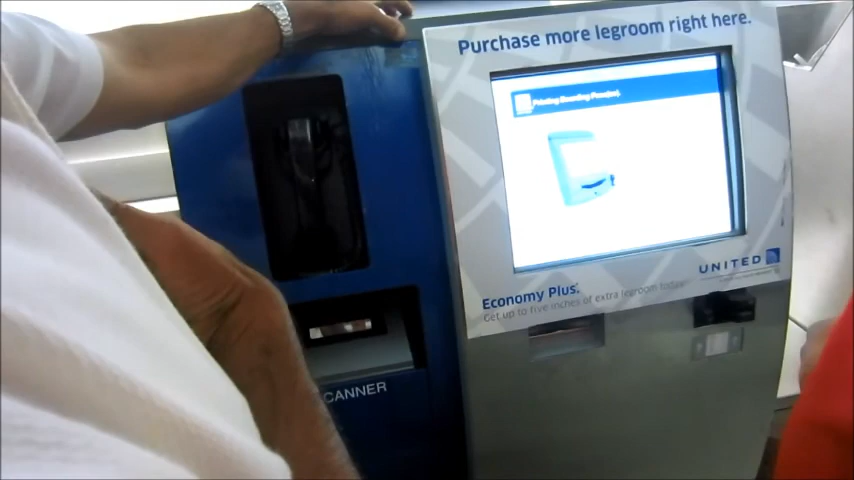 Purchase more legroom right here.
Printing Boarding Pass(es).
UNITED
Economy Plus.
Get up to five inches of extra legroom today
CANNER